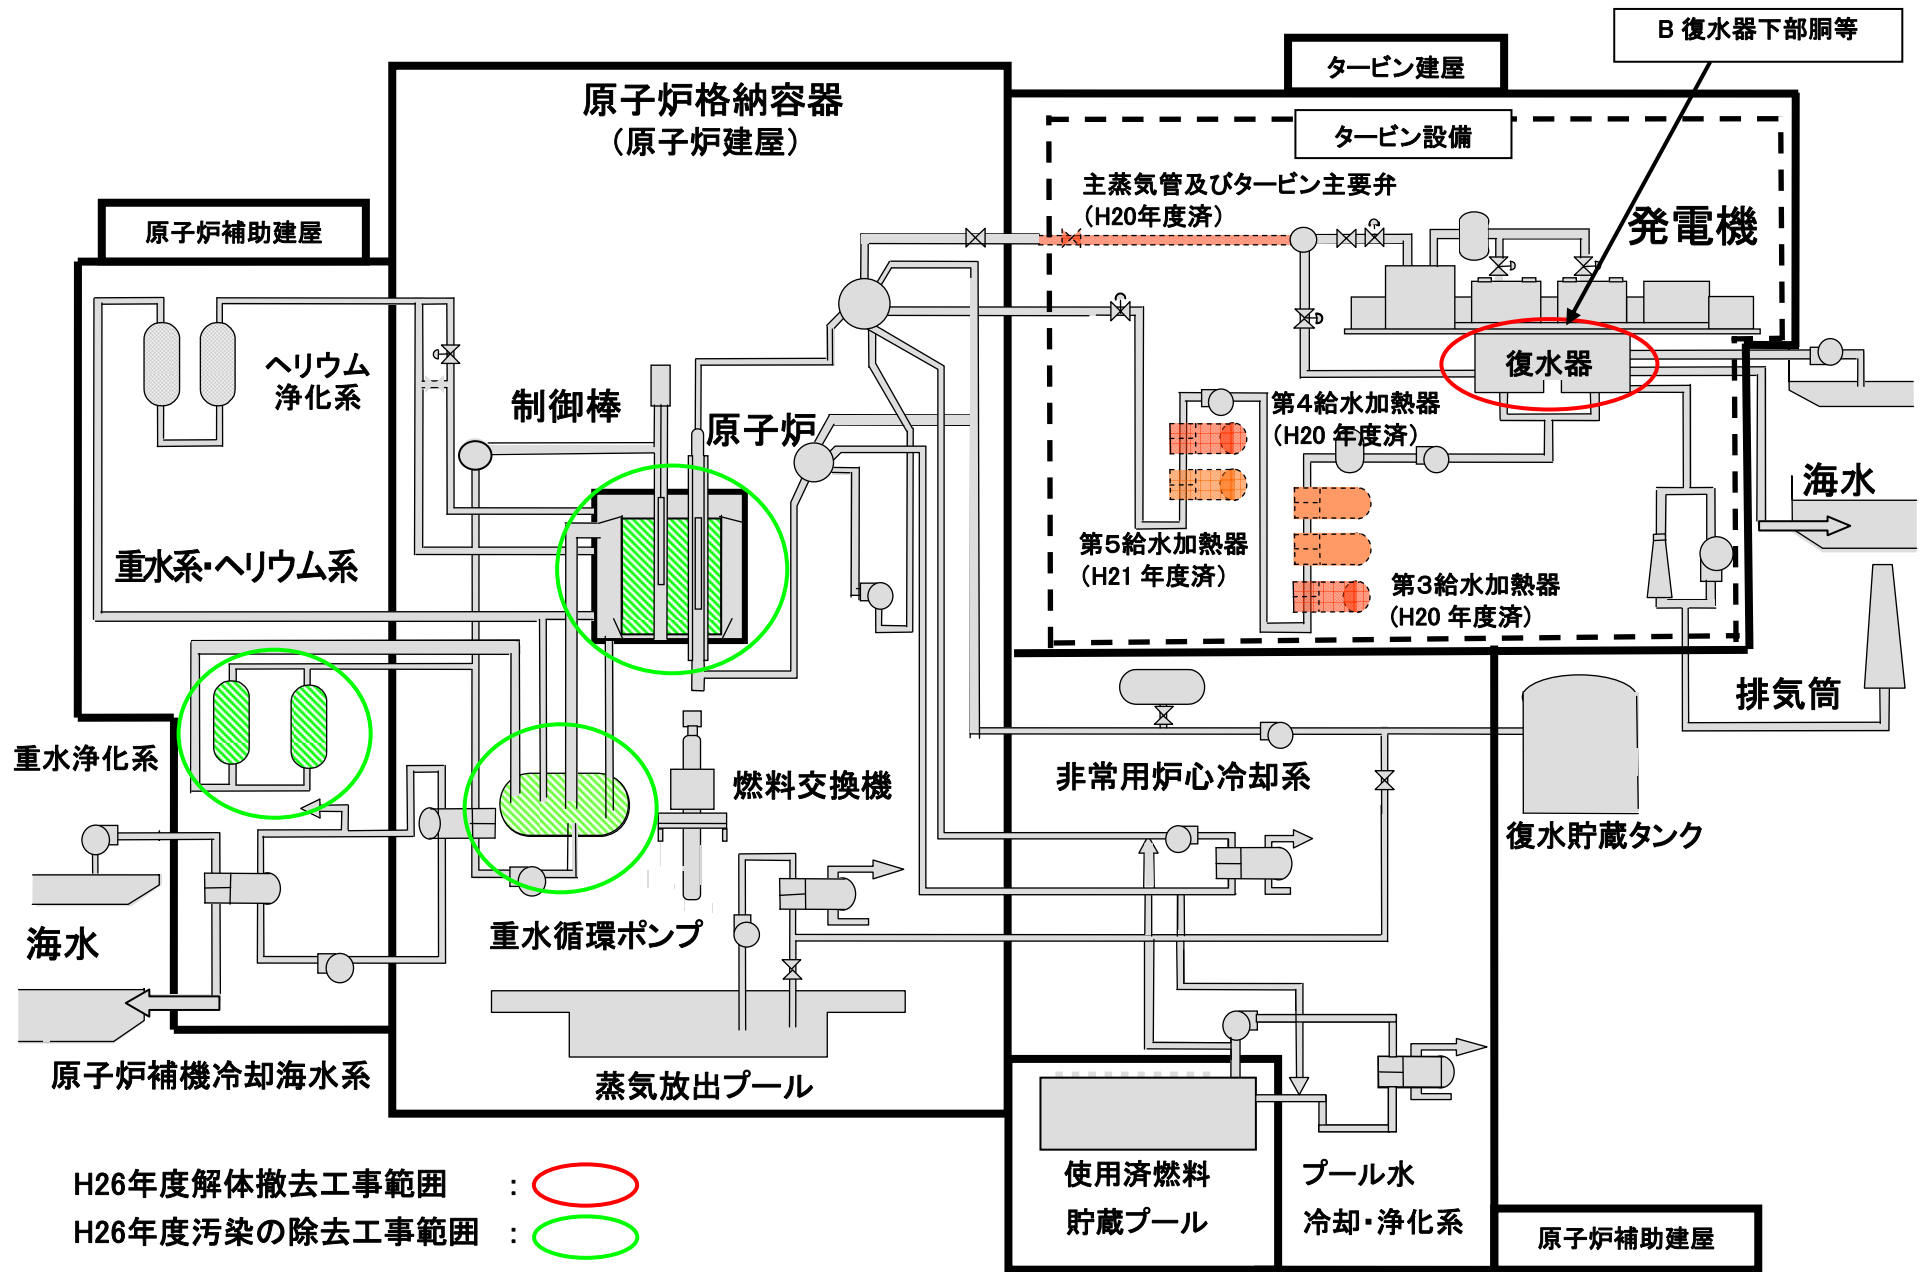 B 復水器下部胴等
タービン建屋
原子炉格納容器
（原子炉建屋）
タービン設備
主蒸気管及びタービン主要弁
（H20年度済）
発電機
原子炉補助建屋
ヘリウム
浄化系
制御棒
原子炉
復水器
第4給水加熱器
（H20 年度済）
海水
重水系・ヘリウム系
第5給水加熱器
（H21 年度済）
第3給水加熱器
（H20 年度済）
排気筒
重水浄化系
燃料交換機
非常用炉心冷却系
復水貯蔵タンク
海水
重水循環ポンプ
原子炉補機冷却海水系
蒸気放出プール
使用済燃料
貯蔵プール
プール水
冷却・浄化系
H26年度解体撤去工事範囲 ：
H26年度汚染の除去工事範囲 ：
原子炉補助建屋